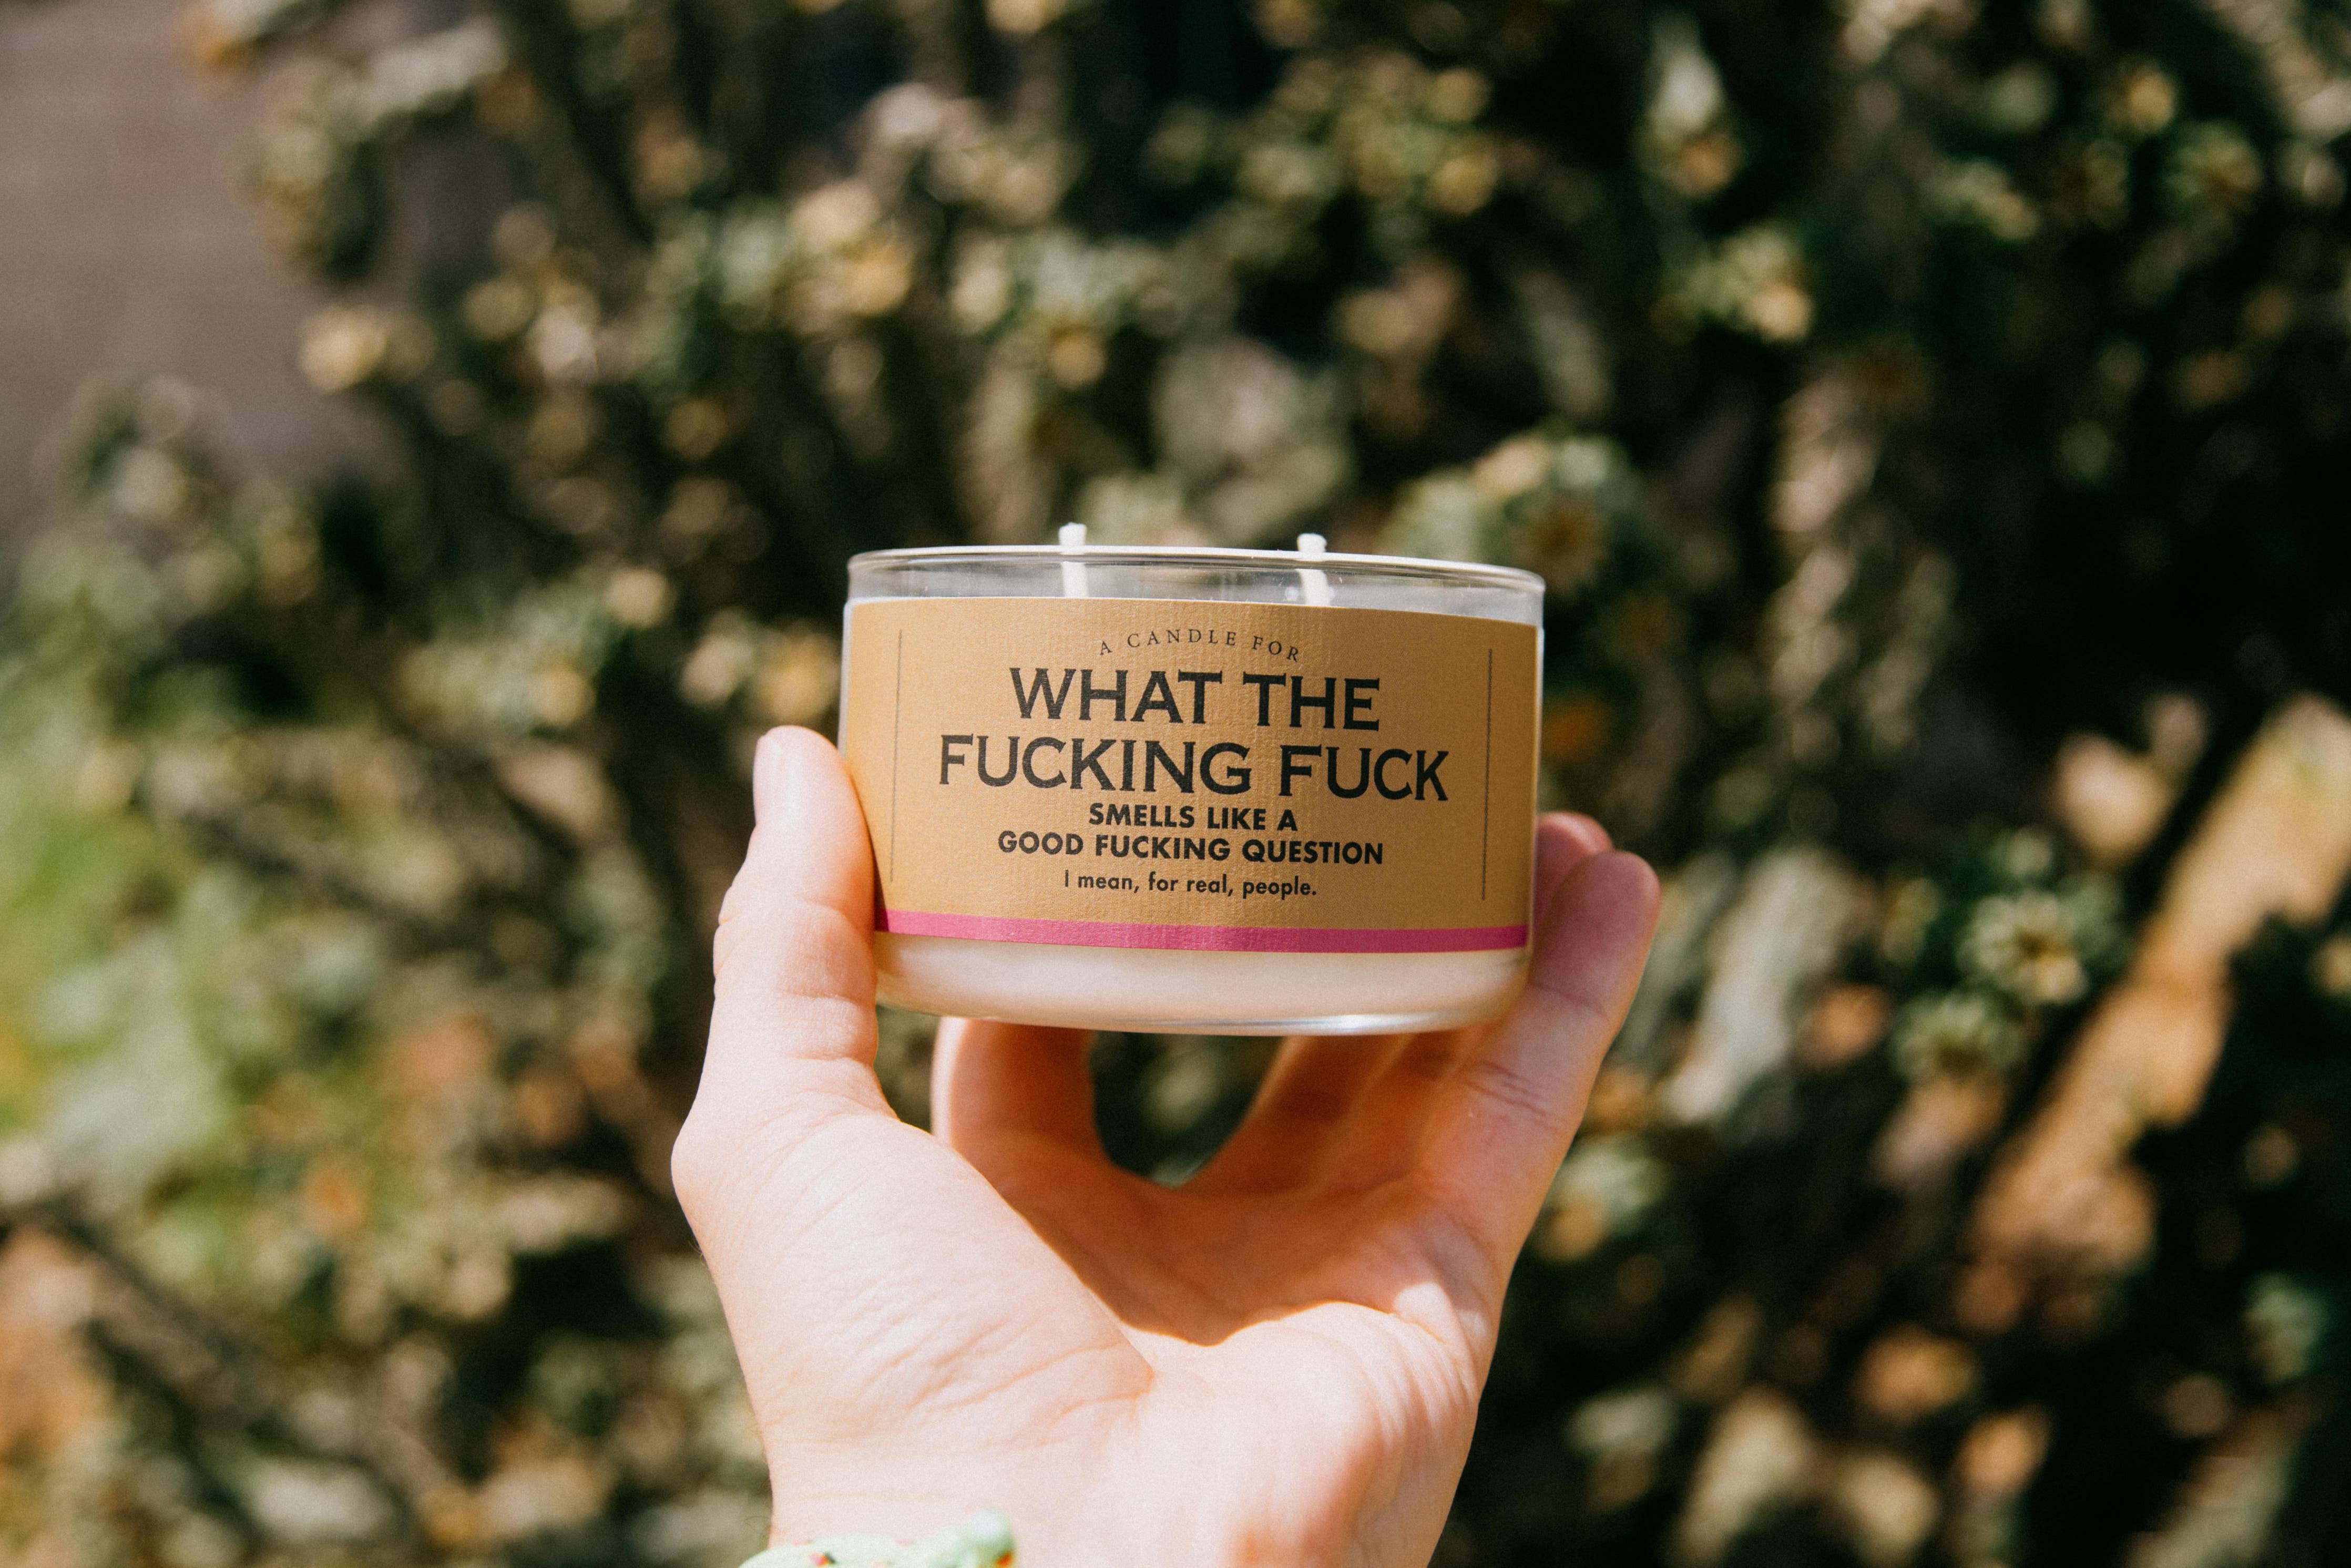 A CANDLE FOR
WHAT THE
FUCKING FUCK
SMELLS LIKE A
GOOD FUCKING QUESTION
I mean, for real, people.